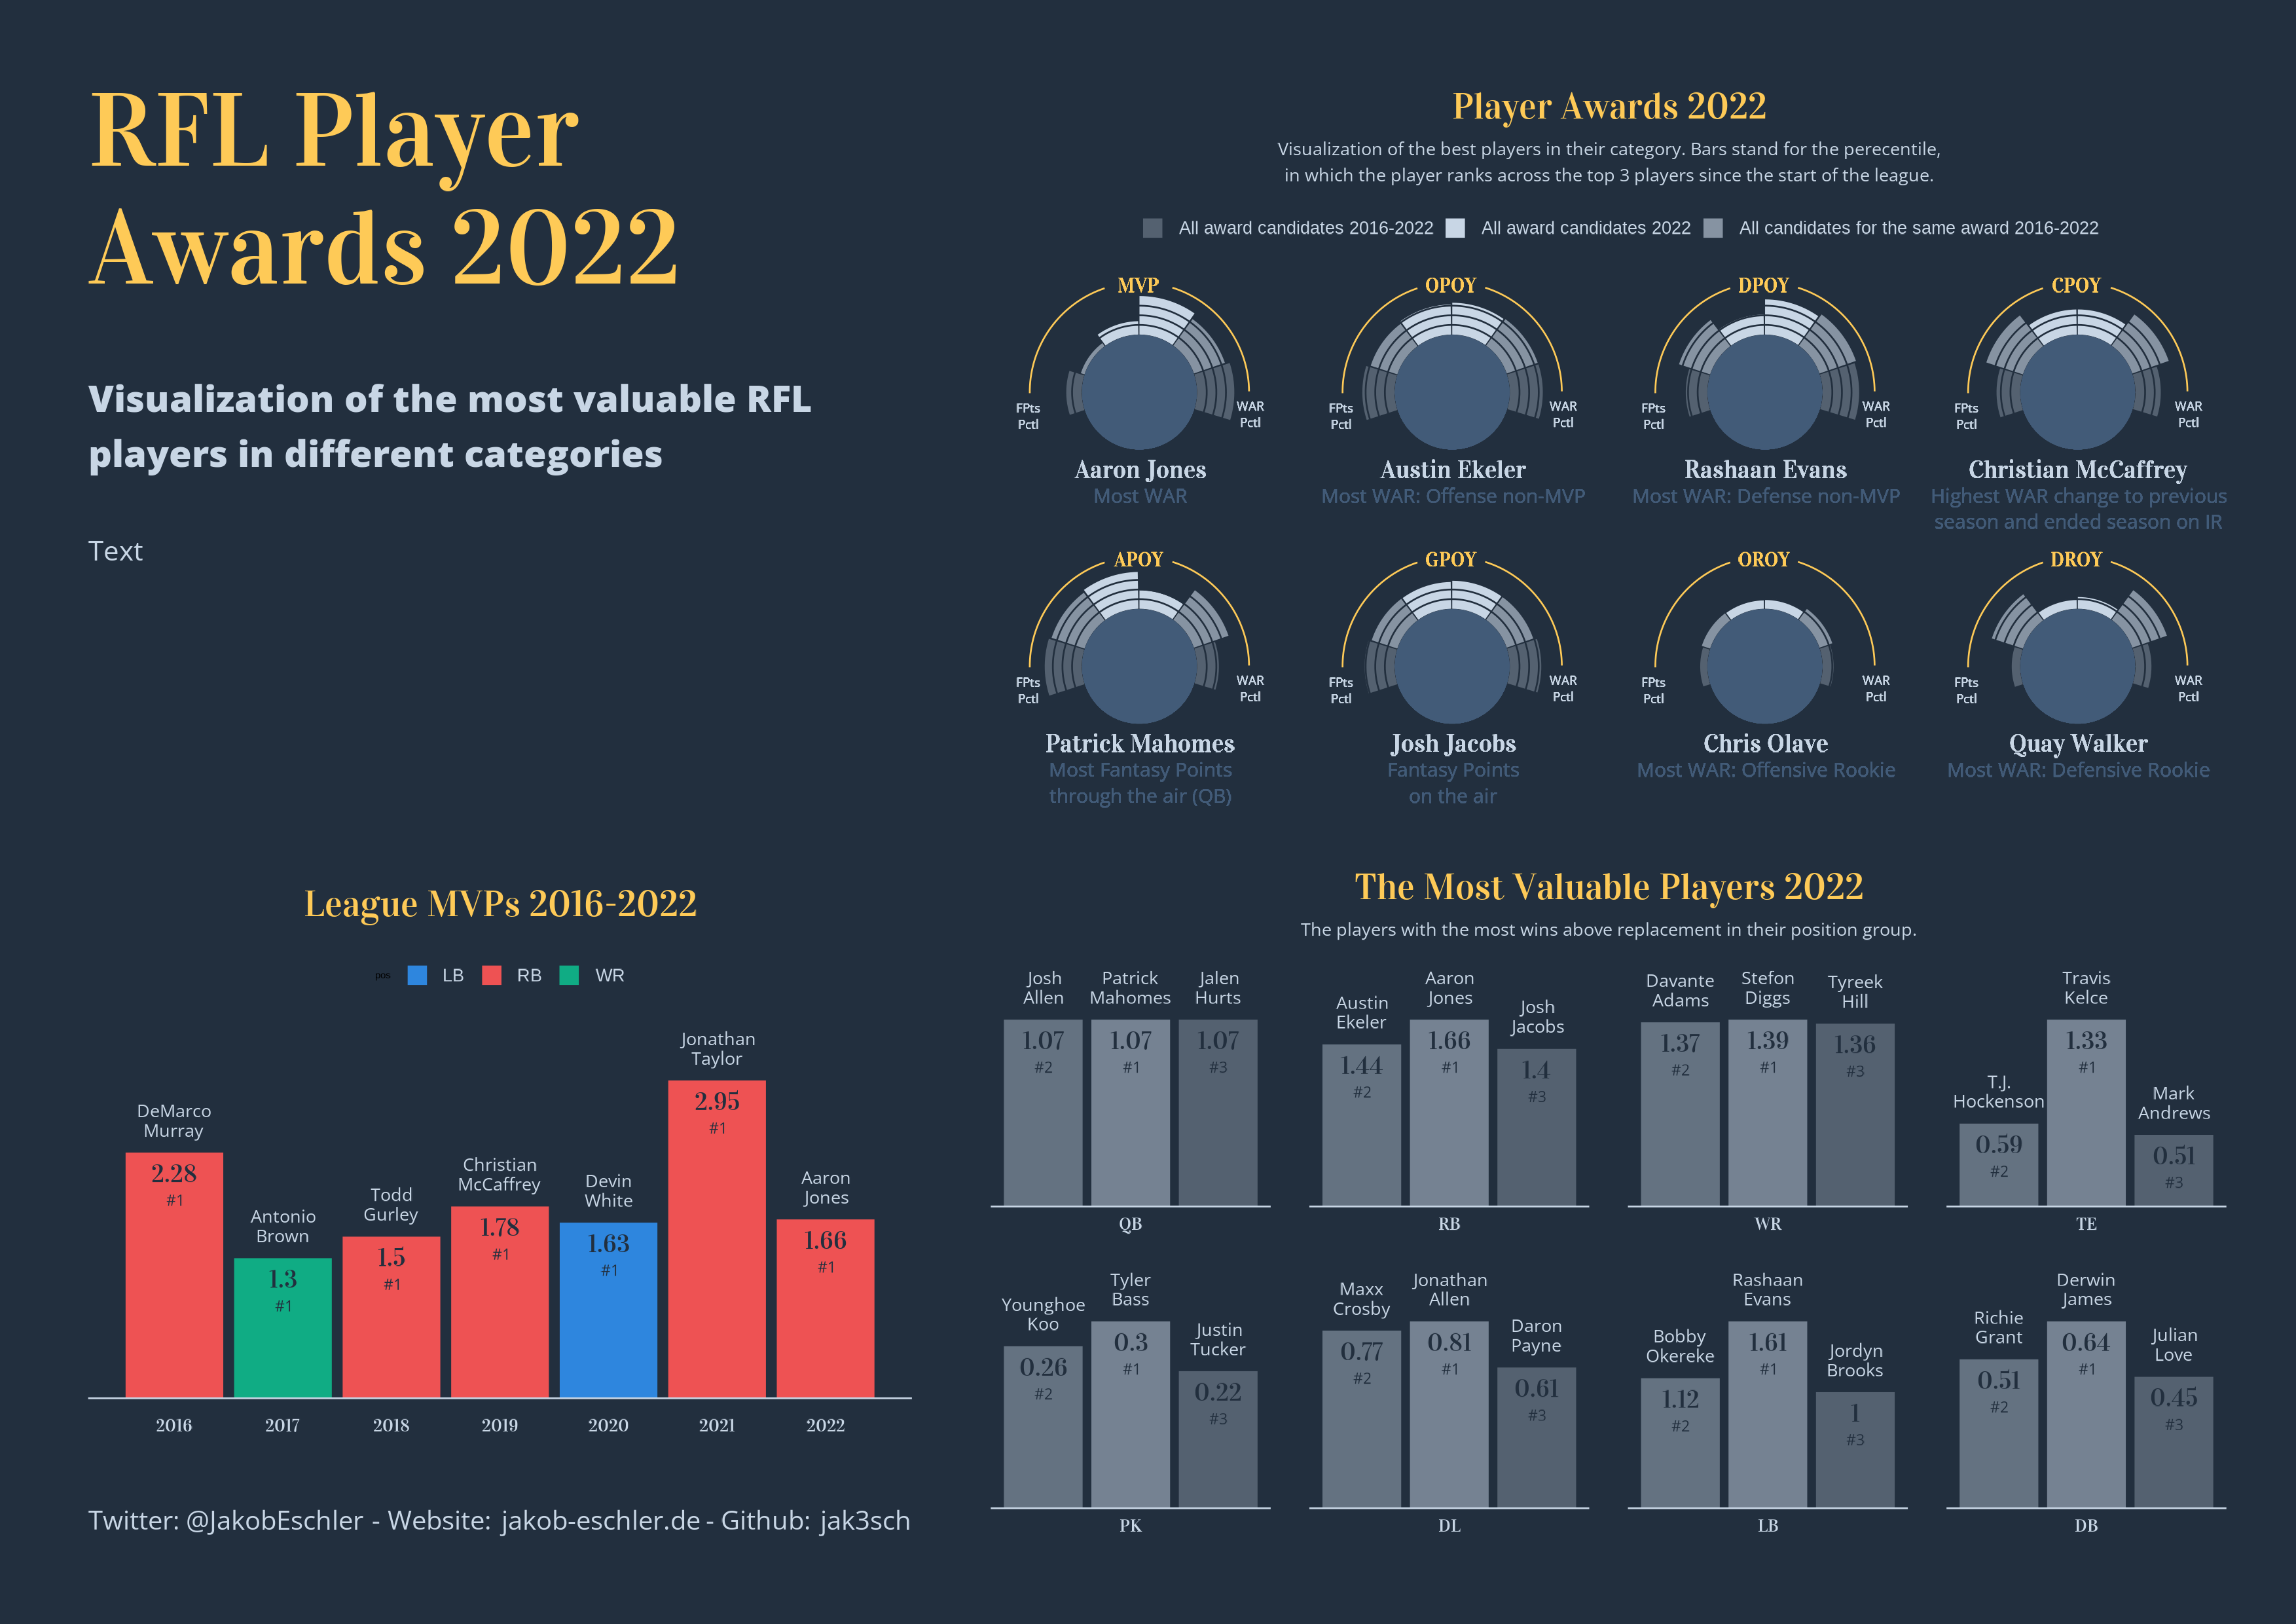 RFL Player
Awards 2022
Visualization of the most valuable RFL
players in different categories
Text
Player Awards 2022
Visualization of the best players in their category. Bars stand for the perecentile,
in which the player ranks across the top 3 players since the start of the league.
All award candidates 2016-2022 All award candidates 2022 All candidates for the same award 2016-2022
MVP
FPts
Pctl
WAR
Pctl
Aaron Jones
Most WAR
OPOY
FPts
Pctl
WAR
Pctl
Austin Ekeler
Most WAR: Offense non-MVP
DPOY
FPts
Pctl
WAR
Pctl
Rashaan Evans
Most WAR: Defense non-MVP
CPOY
FPts
Pctl
WAR
Pctl
Christian McCaffrey
Highest WAR change to previous
season and ended season on IR
APOY
FPts
Pctl
WAR
Pctl
Patrick Mahomes
Most Fantasy Points
through the air (QB)
GPOY
FPts
Pctl
WAR
Pctl
Josh Jacobs
Fantasy Points
on the air
OROY
FPts
Pctl
WAR
Pctl
Chris Olave
Most WAR: Offensive Rookie
DROY
FPts
Pctl
WAR
Pctl
Quay Walker
Most WAR: Defensive Rookie
League MVPs 2016-2022
pos LB RB WR
DeMarco
Murray
2.28
#1
2016
Antonio
Brown
1.3
#1
2017
Todd
Gurley
1.5
#1
2018
Christian
McCaffrey
1.78
#1
2019
Devin
White
1.63
#1
2020
Jonathan
Taylor
2.95
#1
2021
Aaron
Jones
1.66
#1
2022
The Most Valuable Players 2022
The players with the most wins above replacement in their position group.
Josh
Allen
1.07
#2
Patrick
Mahomes
1.07
#1
Jalen
Hurts
1.07
#3
QB
Austin
Ekeler
1.44
#2
Aaron
Jones
1.66
#1
Josh
Jacobs
1.4
#3
RB
Davante
Adams
1.37
#2
Stefon
Diggs
1.39
#1
Tyreek
Hill
1.36
#3
WR
T.J.
Hockenson
0.59
#2
Travis
Kelce
1.33
#1
Mark
Andrews
0.51
#3
TE
Younghoe
Koo
0.26
#2
Tyler
Bass
0.3
#1
Justin
Tucker
0.22
#3
PK
Maxx
Crosby
0.77
#2
Jonathan
Allen
0.81
#1
Daron
Payne
0.61
#3
DL
Bobby
Okereke
1.12
#2
Rashaan
Evans
1.61
#1
Jordyn
Brooks
1
#3
LB
Richie
Grant
0.51
#2
Derwin
James
0.64
#1
Julian
Love
0.45
#3
DB
Twitter: @JakobEschler - Website: jakob-eschler.de - Github: jak3sch